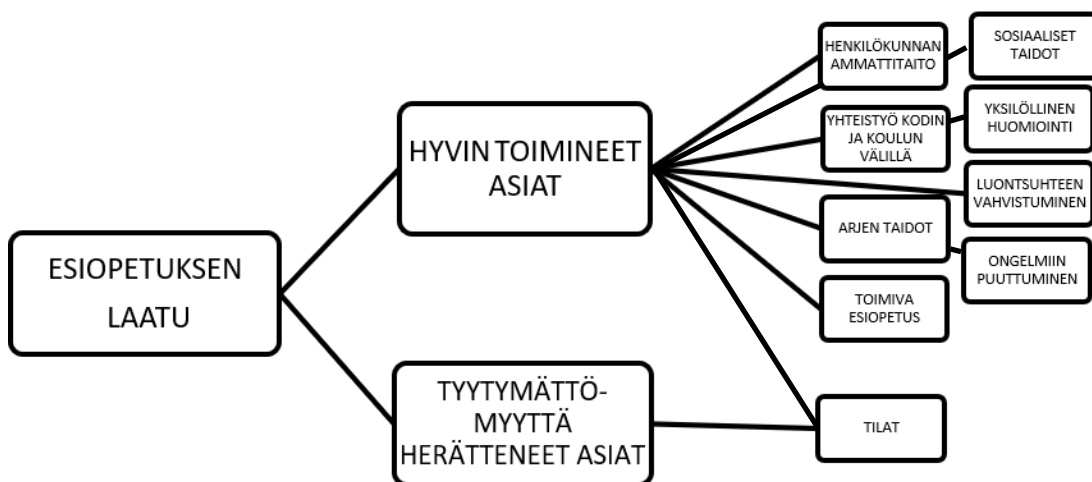 ESIOPETUKSEN
LAATU
HYVIN TOIMINEET
ASIAT
TYYTYMÄTTÖ-
MYYTTÄ
HERÄTTENEET ASIAT
HENKILÖKUNNAN
AMMATTITAITO
YHTEISTYÖ KODIN
JA KOULUN
VÄLILLÄ
ARJEN TAIDOT
TOIMIVA
ESIOPETUS
TILAT
SOSIAALISET
TAIDOT
YKSILÖLLINEN
HUOMIOINTI
LUONTSUHTEEN
VAHVISTUMINEN
ONGELMIIN
PUUTTUMINEN